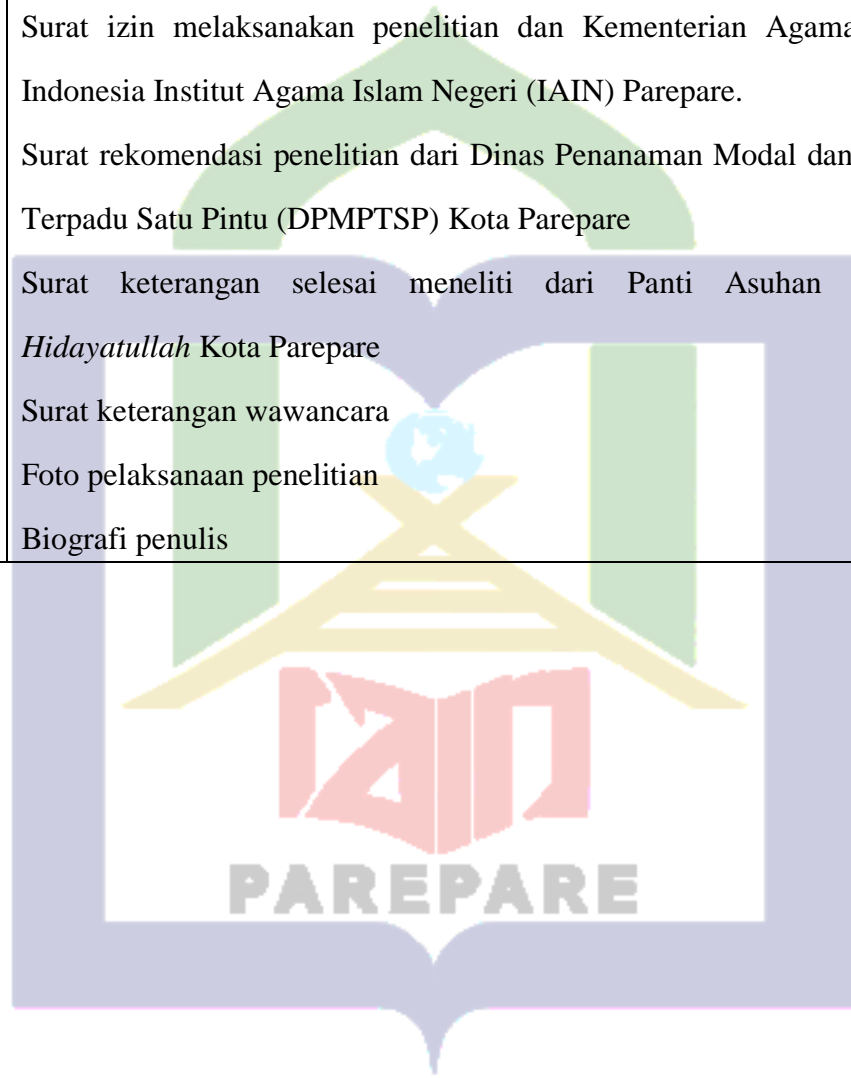 Surat izin melaksanakan penelitian dan Kementerian Agama
Indonesia Institut Agama Islam Negeri (IAIN) Parepare.
Surat rekomendasi penelitian dari Dinas Penanaman Modal dan
Terpadu Satu Pintu (DPMPTSP) Kota Parepare
Surat keterangan selesai meneliti dari Panti Asuhan
Hidayatullah Kota Parepare
Surat keterangan wawancara
Foto pelaksanaan penelitian
Biografi penulis
IAIN
PAREPARE